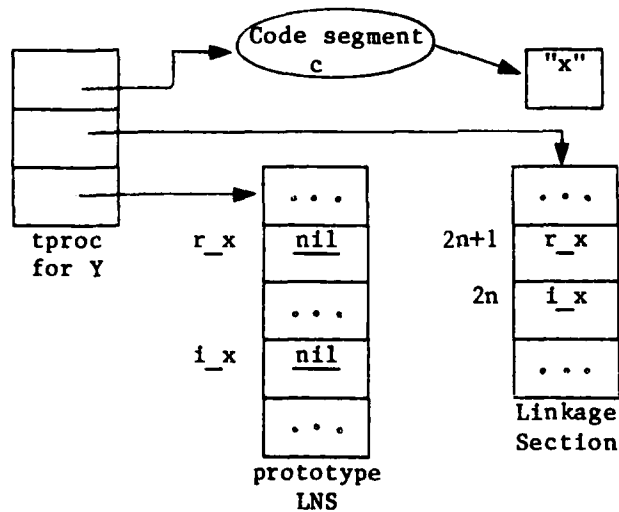 Code segment
c
"x"
tproc
for Y
...
r_x
nil
...
i_x
nil
...
prototype
LNS
...
2n+1
r_x
2n
i_x
...
Linkage
Section